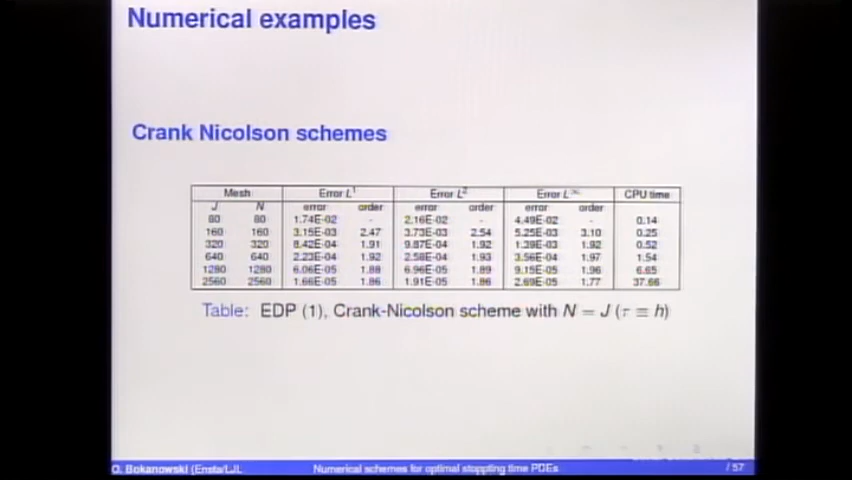 Numerical examples
Crank Nicolson schemes
Mesh Error L¹ Error L² Error L∞ CPU time
J N error order error order error order
80 80 1.74E-02 - 2.16E-02 - 4.49E-02 - 0.14
160 160 3.15E-03 2.47 3.73E-03 2.54 5.25E-03 3.10 0.25
320 320 8.42E-04 1.91 9.87E-04 1.92 1.39E-03 1.92 0.52
640 640 2.23E-04 1.92 2.58E-04 1.93 3.56E-04 1.97 1.54
1280 1280 6.06E-05 1.88 6.96E-05 1.89 9.15E-05 1.96 6.65
2560 2560 1.66E-05 1.86 1.91E-05 1.86 2.69E-05 1.77 37.66
Table: EDP (1), Crank-Nicolson scheme with N = J (τ ≡ h)
O. Bokanowski (Ensta/LJL Numerical schemes for optimal stoppting time PDEs / 57